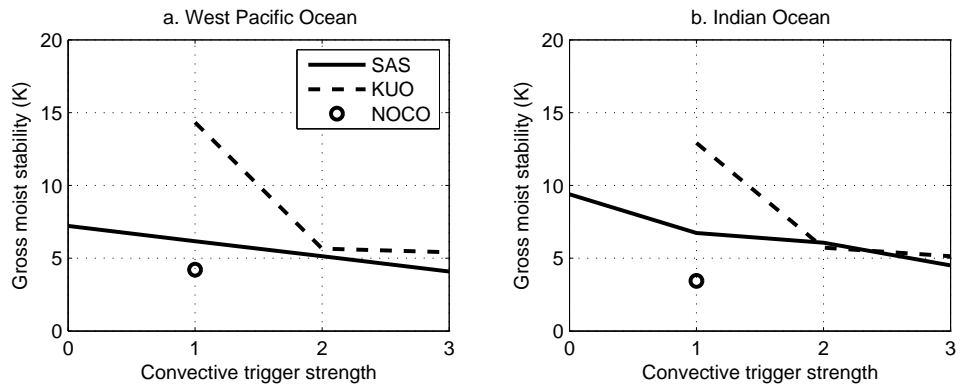 a. West Pacific Ocean
20
15
10
5
0
Gross moist stability (K)
SAS
KUO
NOCO
0 1 2 3
Convective trigger strength
b. Indian Ocean
20
15
10
5
0
Gross moist stability (K)
0 1 2 3
Convective trigger strength